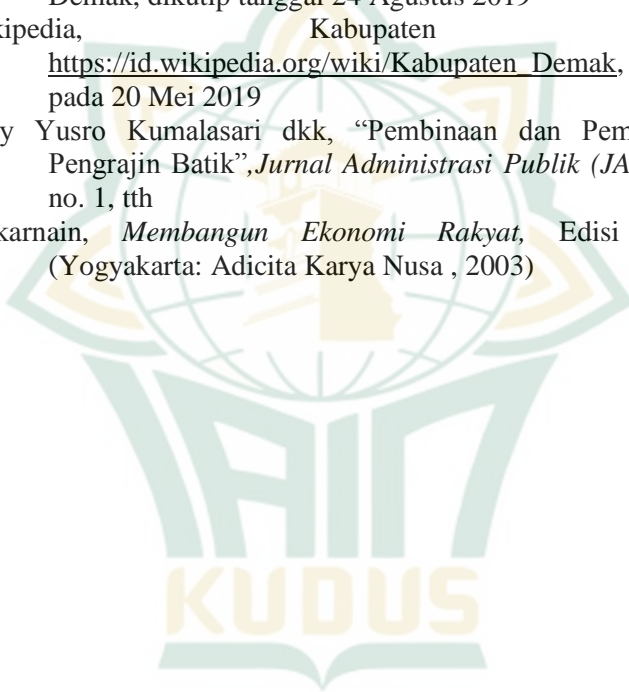 Demak, dikutip tanggal 24 Agustus 2019
kipedia, Kabupaten
https://id.wikipedia.org/wiki/Kabupaten_Demak,
pada 20 Mei 2019
y Yusro Kumalasari dkk, “Pembinaan dan Pem
Pengrajin Batik”,Jurnal Administrasi Publik (JA
no. 1, tth
karnain, Membangun Ekonomi Rakyat, Edisi
(Yogyakarta: Adicita Karya Nusa , 2003)
IAIN
KUDUS